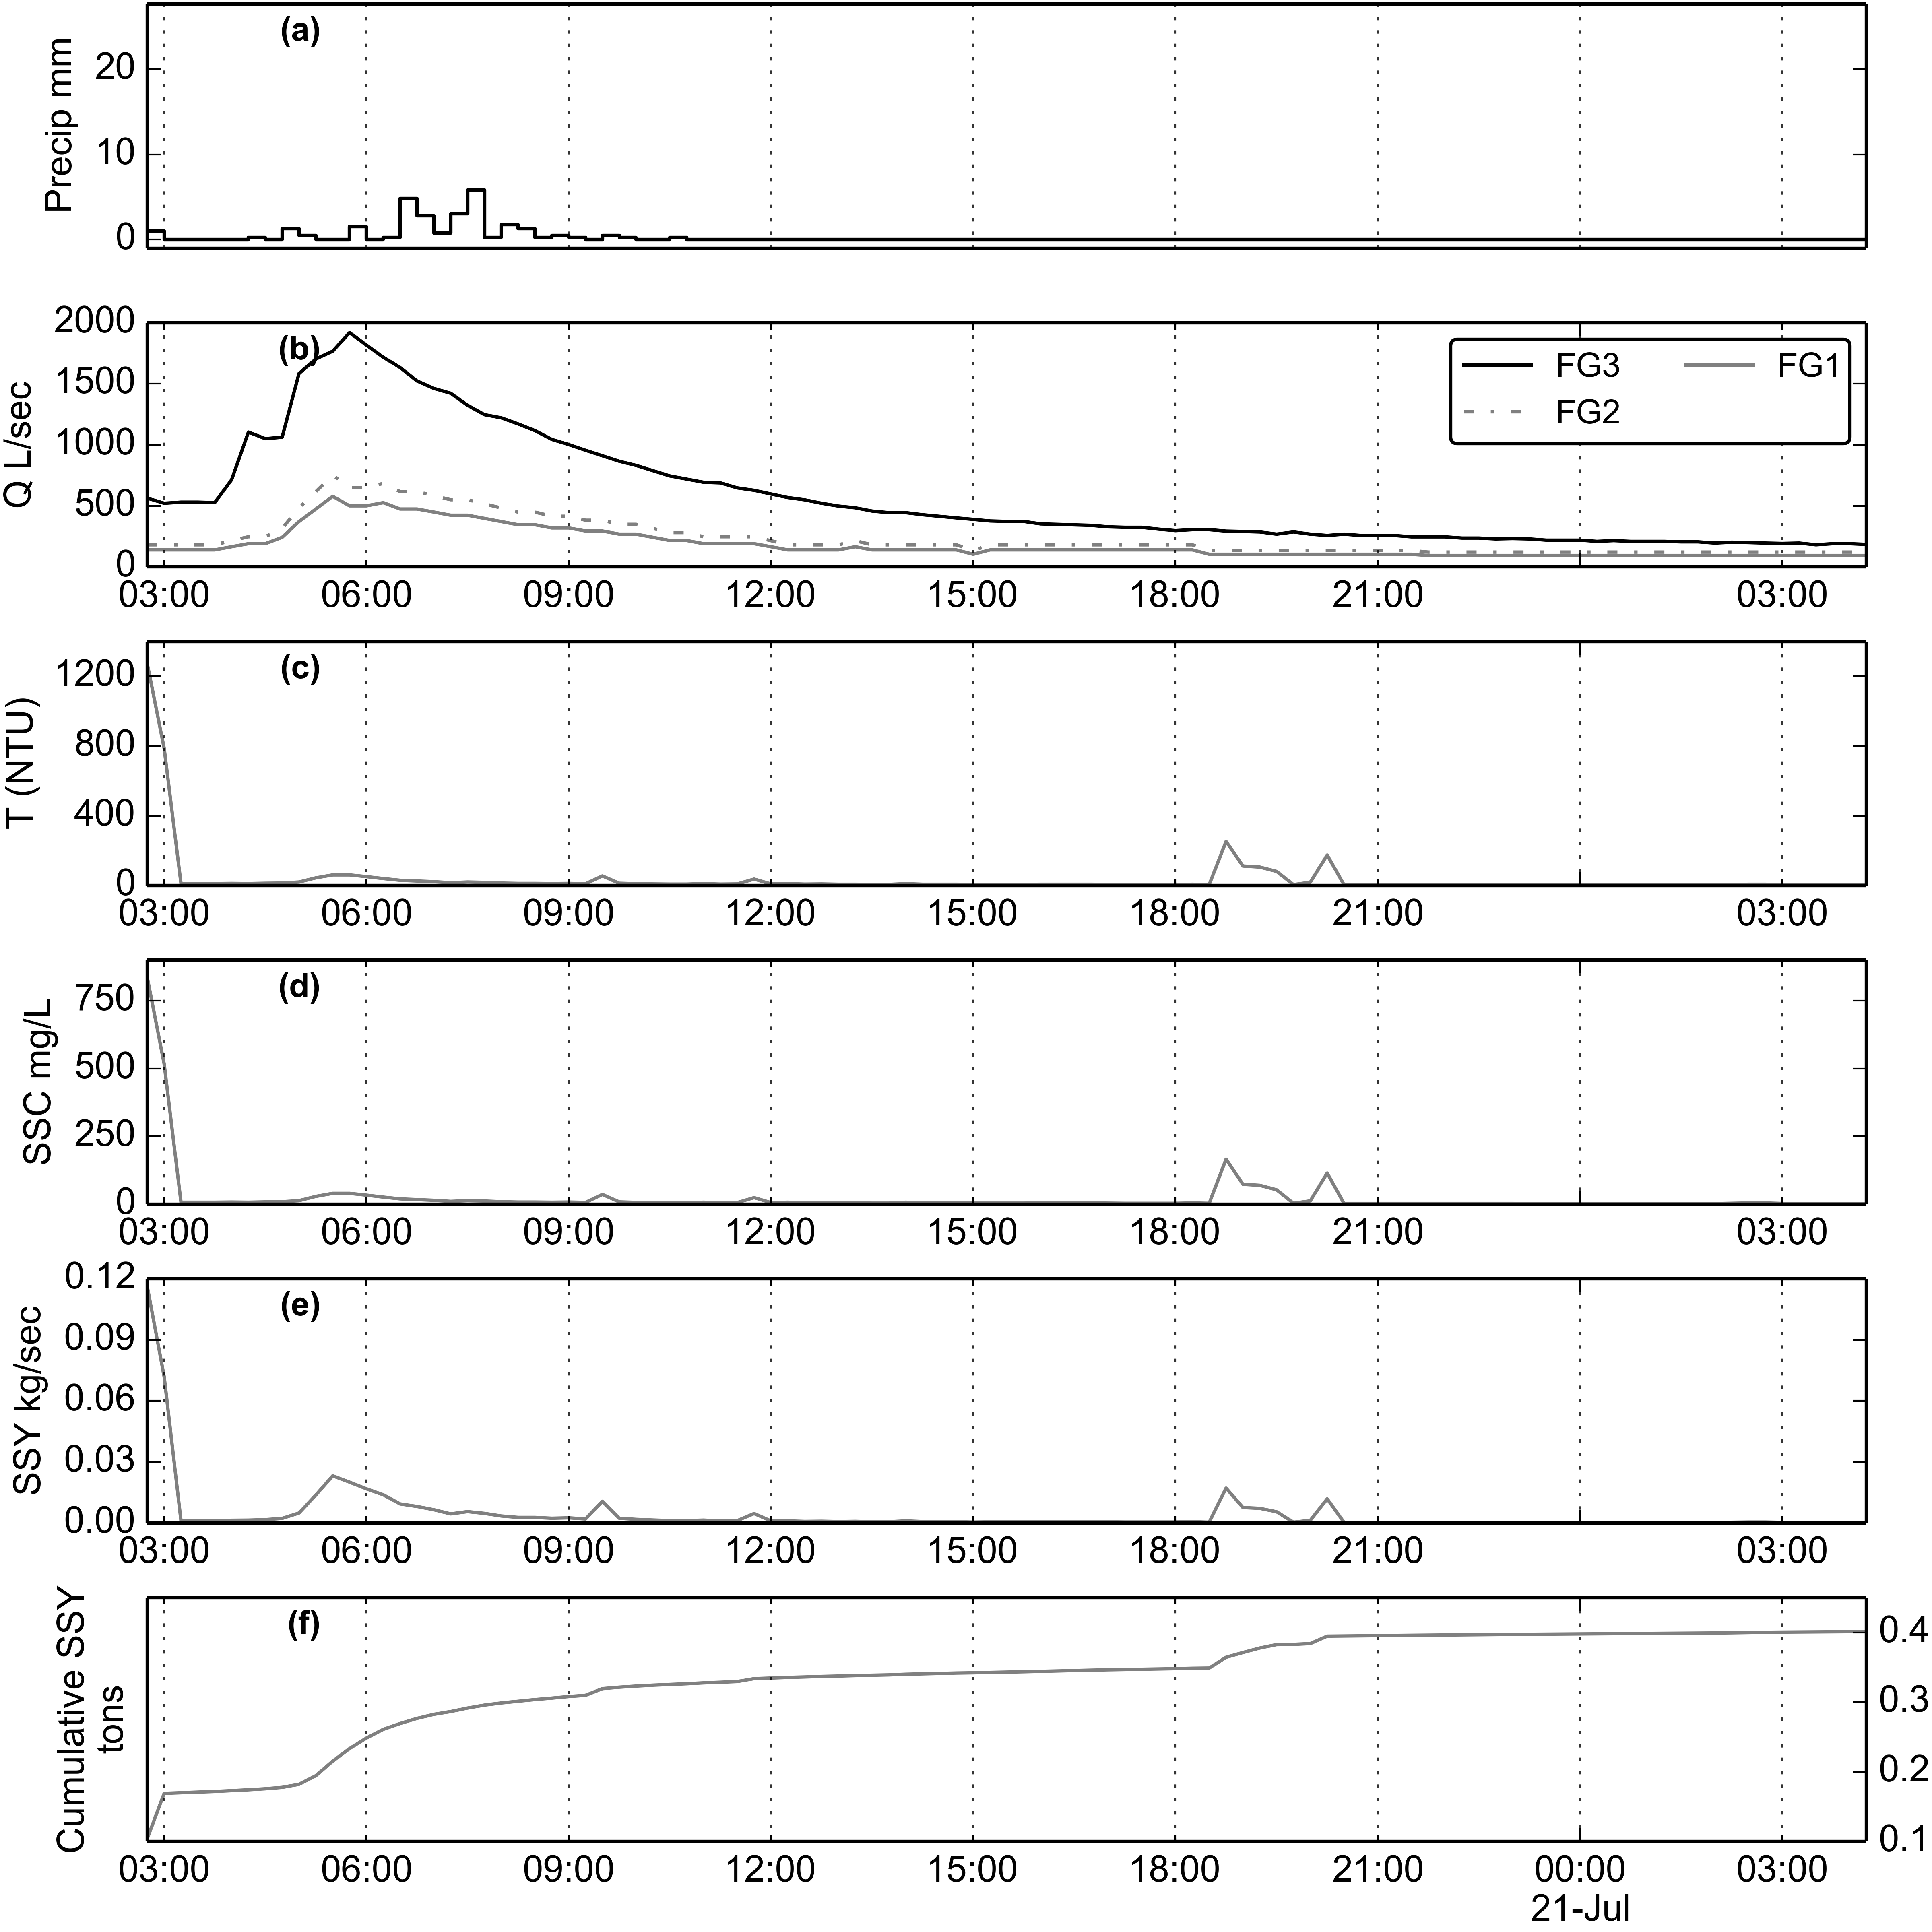 (a)
Precip mm
20
10
0
(b)
Q L/sec
2000
1500
1000
500
0
FG3 FG1
FG2
03:00 06:00 09:00 12:00 15:00 18:00 21:00 03:00
(c)
T (NTU)
1200
800
400
0
03:00 06:00 09:00 12:00 15:00 18:00 21:00 03:00
(d)
SSC mg/L
750
500
250
0
03:00 06:00 09:00 12:00 15:00 18:00 21:00 03:00
(e)
SSY kg/sec
0.12
0.09
0.06
0.03
0.00
03:00 06:00 09:00 12:00 15:00 18:00 21:00 03:00
(f)
Cumulative SSY
tons
0.4
0.3
0.2
0.1
03:00 06:00 09:00 12:00 15:00 18:00 21:00 00:00 03:00
21-Jul